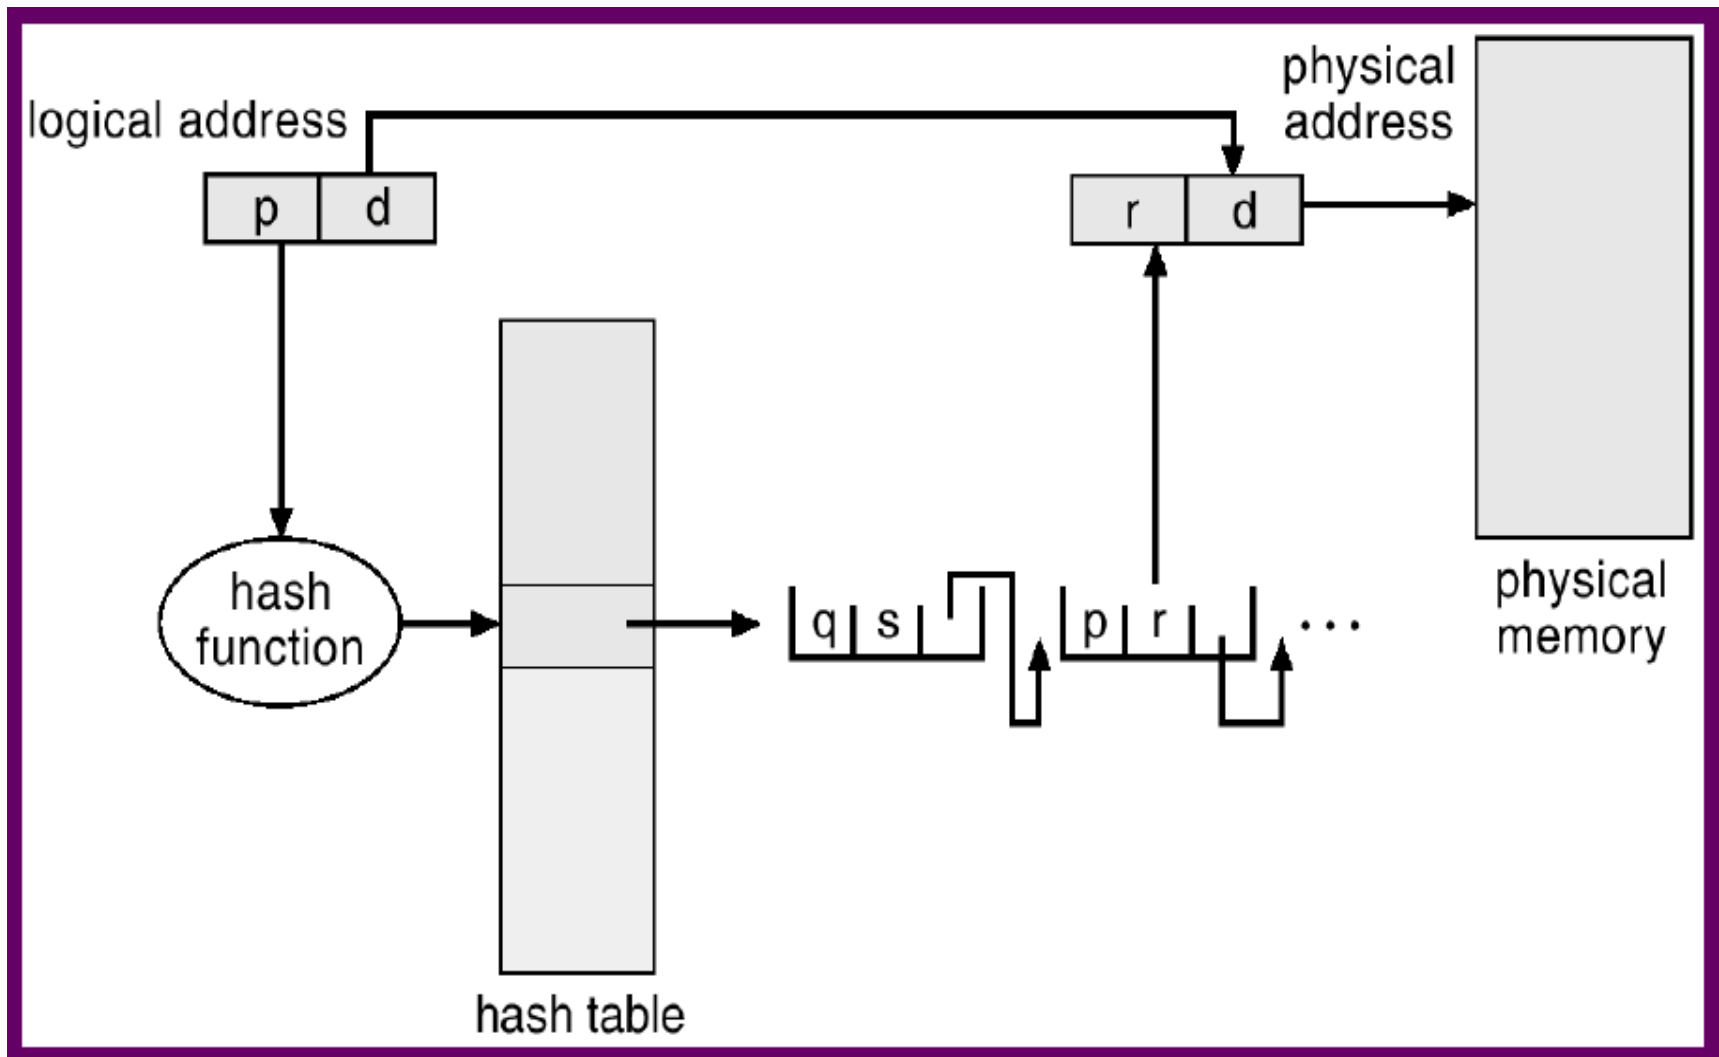 physical
address
logical address
p d
r d
hash
function
q s
p r
...
physical
memory
hash table